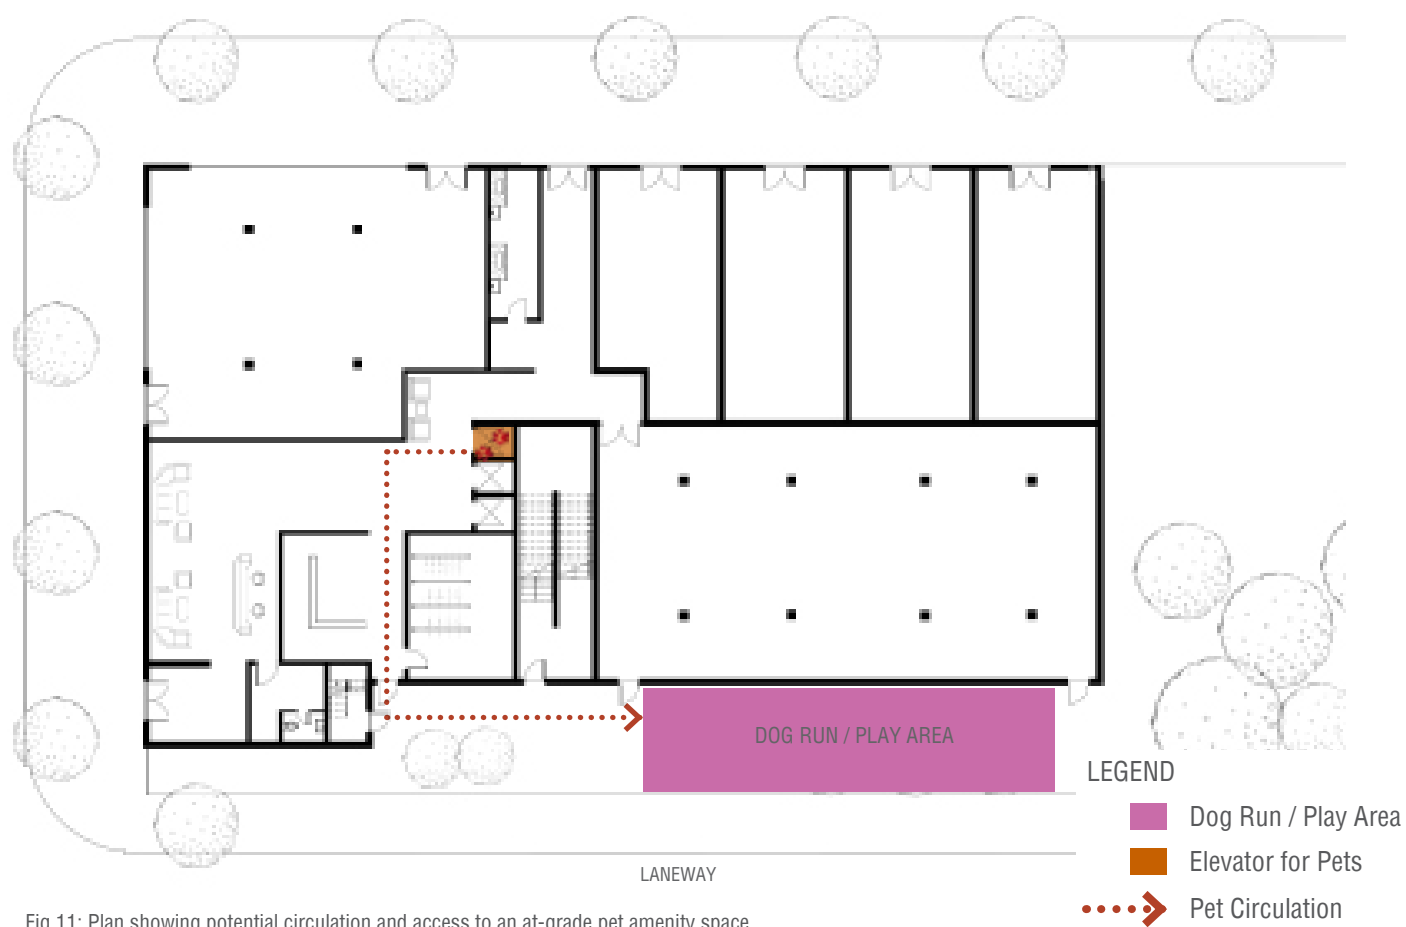 DOG RUN / PLAY AREA
LEGEND
Dog Run / Play Area
Elevator for Pets
Pet Circulation
LANEWAY
Fig 11: Plan showing potential circulation and access to an at-grade pet amenity space